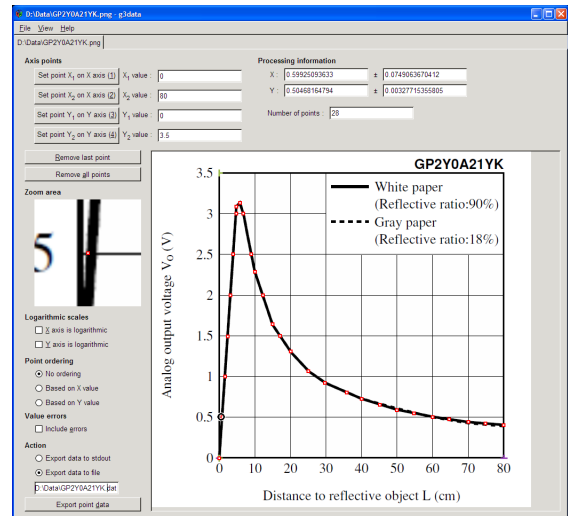 D:\Data\GP2Y0A21YK.png - g3data
File View Help
D:\Data\GP2Y0A21YK.png
Axis points
Set point X1 on X axis (1) X1 value : 0
Set point X2 on X axis (2) X2 value : 80
Set point Y1 on Y axis (3) Y1 value : 0
Set point Y2 on Y axis (4) Y2 value : 3.5
Processing information
X : 0.59925093633 ± 0.0749063670412
Y : 0.50468164794 ± 0.00327715355805
Number of points : 28
Remove last point
Remove all points
Zoom area
5
Logarithmic scales
X axis is logarithmic
Y axis is logarithmic
Point ordering
No ordering
Based on X value
Based on Y value
Value errors
Include errors
Action
Export data to stdout
Export data to file
D:\Data\GP2Y0A21YK.dat
Export point data
GP2Y0A21YK
White paper
(Reflective ratio:90%)
Gray paper
(Reflective ratio:18%)
Analog output voltage VO (V)
3.5
3
2.5
2
1.5
1
0.5
0
0 10 20 30 40 50 60 70 80
Distance to reflective object L (cm)